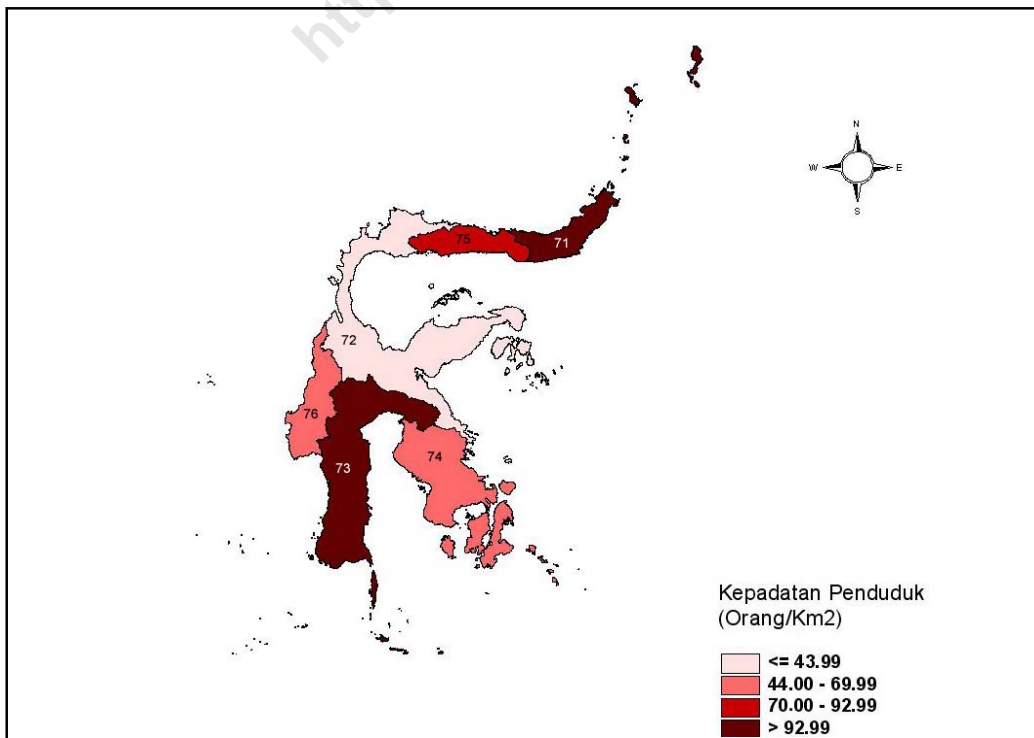 htt
N
W E
S
75
71
72
76
73
74
Kepadatan Penduduk
(Orang/Km2)
<= 43.99
44.00 - 69.99
70.00 - 92.99
> 92.99